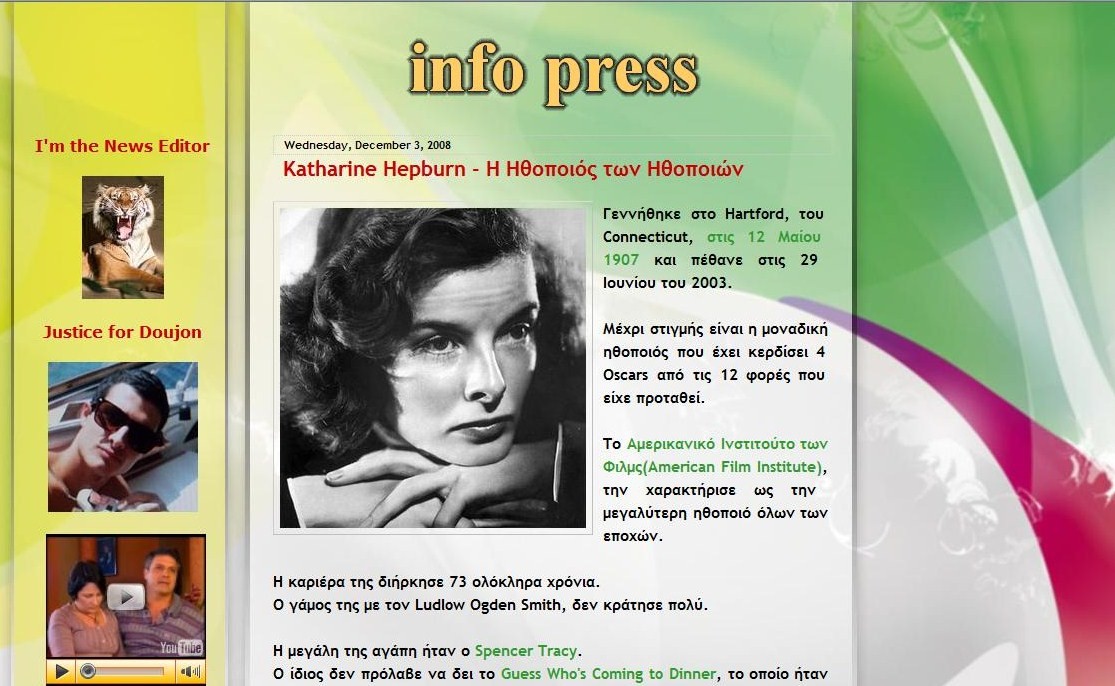 info press
I'm the News Editor
Justice for Doujon
YouTube
Wednesday, December 3, 2008
Katharine Hepburn - Η Ηθοποιός των Ηθοποιών
Γεννήθηκε στο Hartford, του
Connecticut, στις 12 Μαίου
1907 και πέθανε στις 29
Ιουνίου του 2003.
Μέχρι στιγμής είναι η μοναδική
ηθοποιός που έχει κερδίσει 4
Oscars από τις 12 φορές που
είχε προταθεί.
Το Αμερικανικό Ινστιτούτο των
Φιλμς(American Film Institute),
την χαρακτήρισε ως την
μεγαλύτερη ηθοποιό όλων των
εποχών.
Η καριέρα της διήρκησε 73 ολόκληρα χρόνια.
Ο γάμος της με τον Ludlow Ogden Smith, δεν κράτησε πολύ.
Η μεγάλη της αγάπη ήταν ο Spencer Tracy.
Ο ίδιος δεν πρόλαβε να δει το Guess Who's Coming to Dinner, το οποίο ήταν